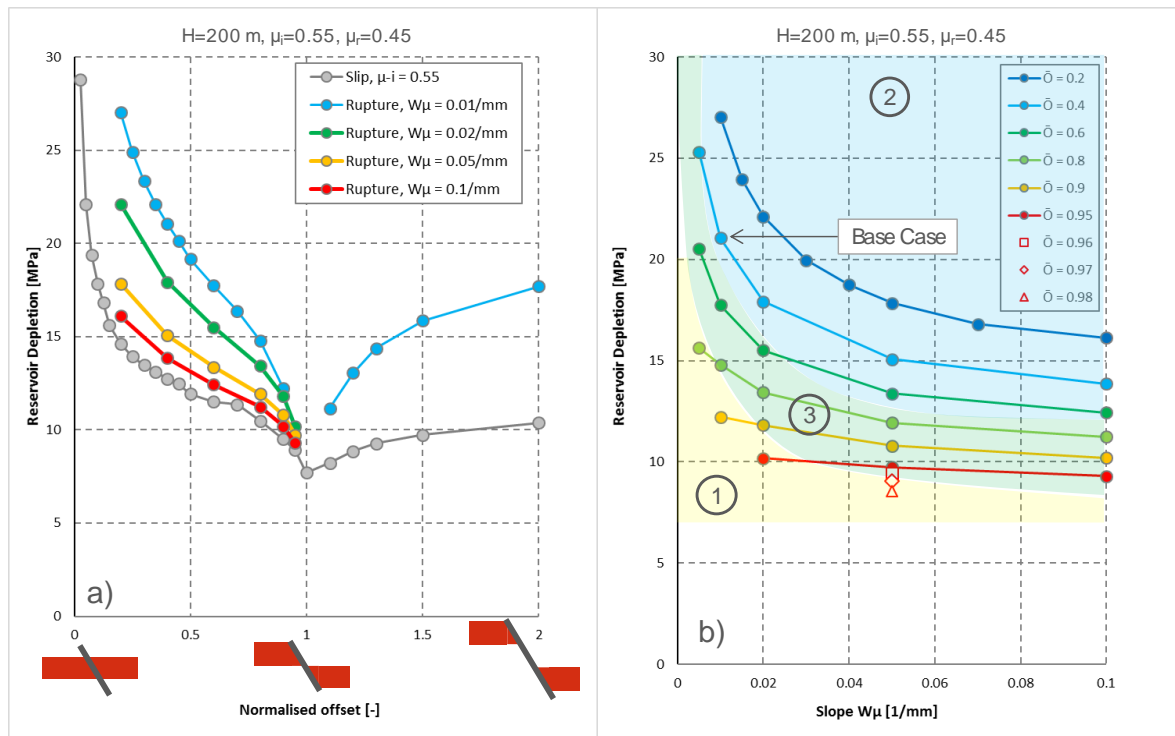 H=200 m, µi=0.55, µr=0.45
Reservoir Depletion [MPa]
30
25
20
15
10
5
0
Slip, µ-i = 0.55
Rupture, Wµ = 0.01/mm
Rupture, Wµ = 0.02/mm
Rupture, Wµ = 0.05/mm
Rupture, Wµ = 0.1/mm
a)
0 0.5 1 1.5 2
Normalised offset [-]
H=200 m, µi=0.55, µr=0.45
Reservoir Depletion [MPa]
30
25
20
15
10
5
0
Ō = 0.2
Ō = 0.4
Ō = 0.6
Ō = 0.8
Ō = 0.9
Ō = 0.95
Ō = 0.96
Ō = 0.97
Ō = 0.98
2
Base Case
3
1
b)
0 0.02 0.04 0.06 0.08 0.1
Slope Wµ [1/mm]